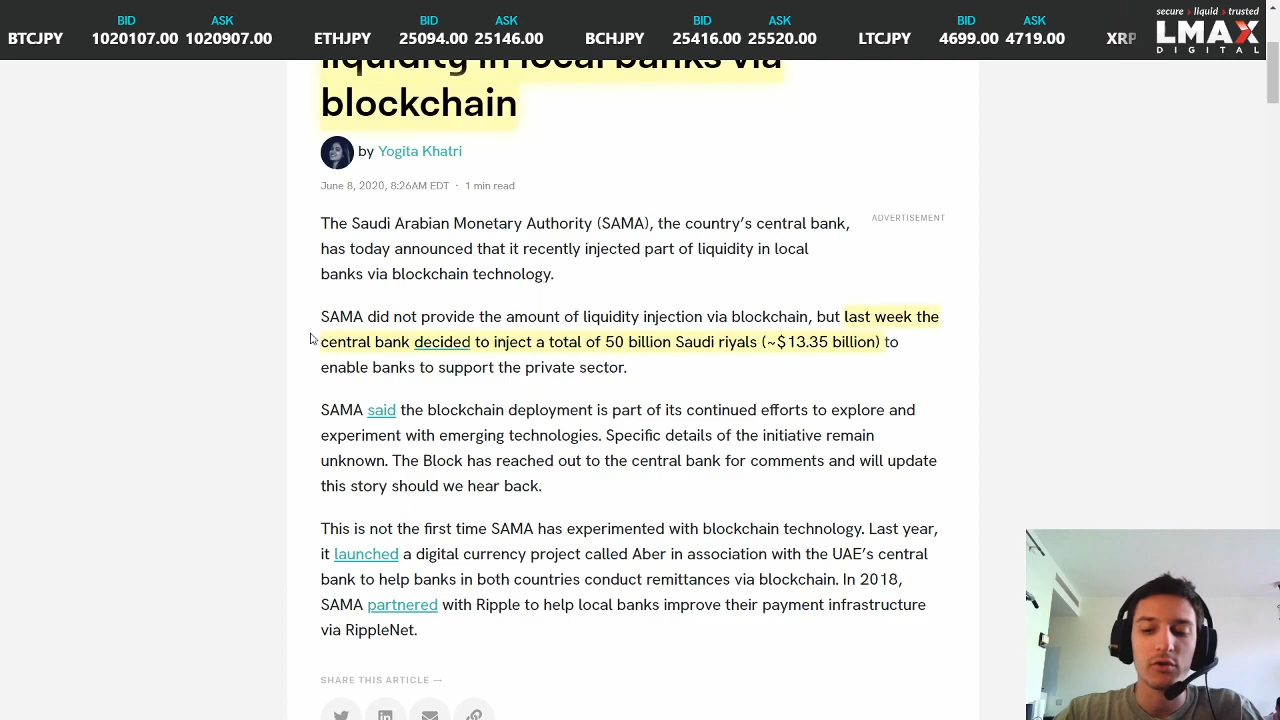 secure › liquid › trusted
BID ASK BID ASK BID ASK BID ASK
BTCJPY 1020107.00 1020907.00 ETHJPY 25094.00 25146.00 BCHJPY 25416.00 25520.00 LTCJPY 4699.00 4719.00 XRP
LMAX
DIGITAL
liquidity in local banks via
blockchain
by Yogita Khatri
June 8, 2020, 8:26AM EDT · 1 min read
ADVERTISEMENT
The Saudi Arabian Monetary Authority (SAMA), the country’s central bank,
has today announced that it recently injected part of liquidity in local
banks via blockchain technology.
SAMA did not provide the amount of liquidity injection via blockchain, but last week the
central bank decided to inject a total of 50 billion Saudi riyals (~$13.35 billion) to
enable banks to support the private sector.
SAMA said the blockchain deployment is part of its continued efforts to explore and
experiment with emerging technologies. Specific details of the initiative remain
unknown. The Block has reached out to the central bank for comments and will update
this story should we hear back.
This is not the first time SAMA has experimented with blockchain technology. Last year,
it launched a digital currency project called Aber in association with the UAE’s central
bank to help banks in both countries conduct remittances via blockchain. In 2018,
SAMA partnered with Ripple to help local banks improve their payment infrastructure
via RippleNet.
SHARE THIS ARTICLE —